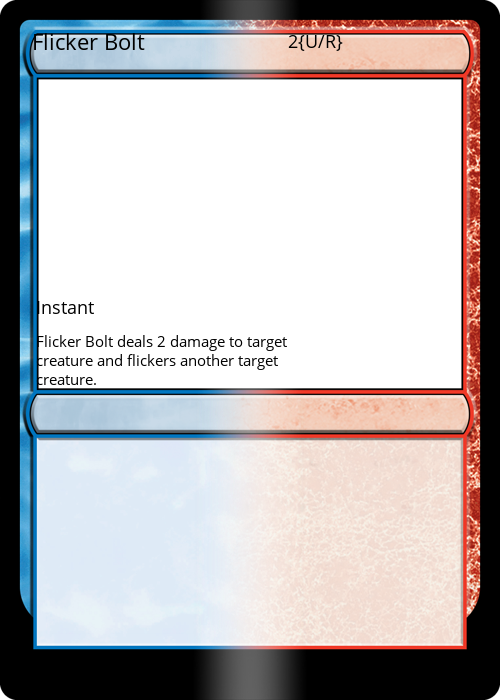 Flicker Bolt 2{U/R}
Instant
Flicker Bolt deals 2 damage to target
creature and flickers another target
creature.